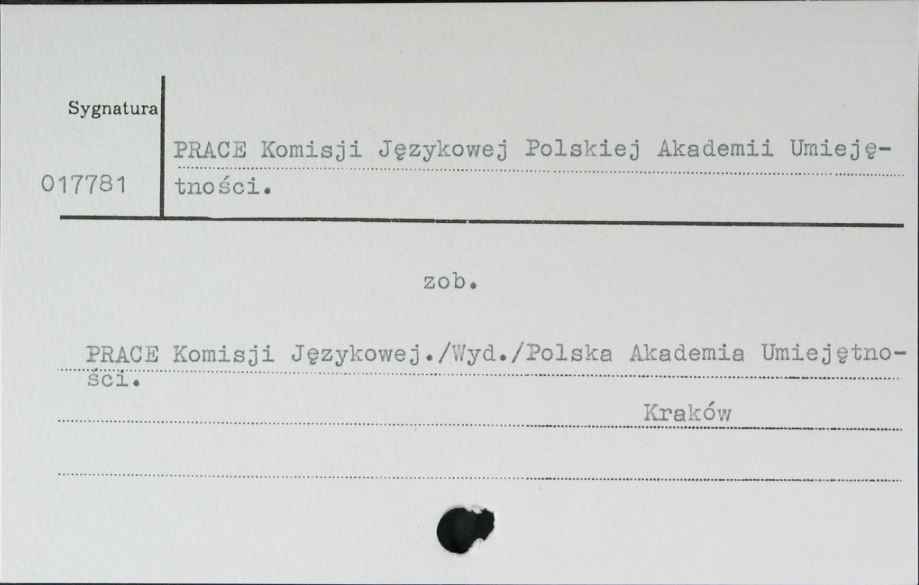 Sygnatura
PRACE Komisji Językowej Polskiej Akademii Umieję-
017781 tności.
zob.
PRACE Komisji Językowej./Wyd./Polska Akademia Umiejętno-
ści.
Kraków